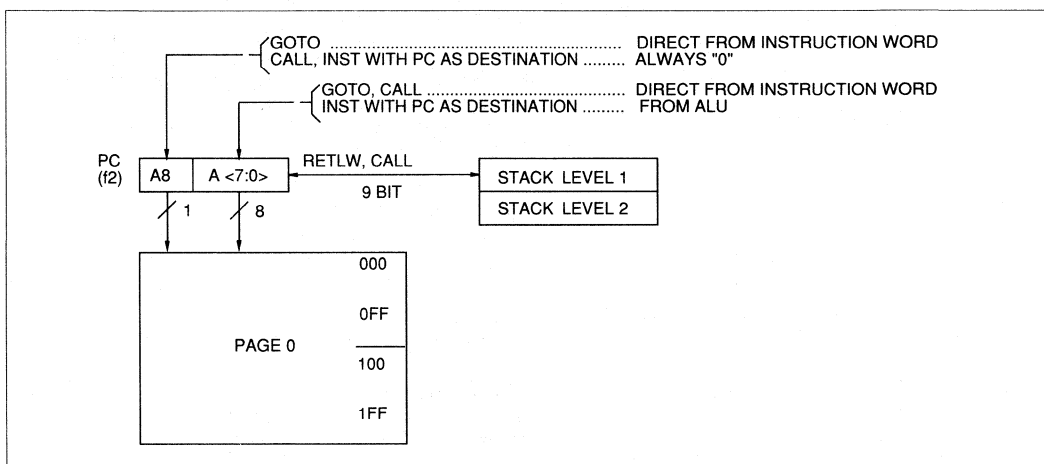 GOTO ........................................................ DIRECT FROM INSTRUCTION WORD
CALL, INST WITH PC AS DESTINATION ......... ALWAYS "0"
GOTO, CALL ....................................... DIRECT FROM INSTRUCTION WORD
INST WITH PC AS DESTINATION ......... FROM ALU
PC
(f2)
A8
A <7:0>
RETLW, CALL
9 BIT
STACK LEVEL 1
STACK LEVEL 2
1
8
000
0FF
PAGE 0
100
1FF